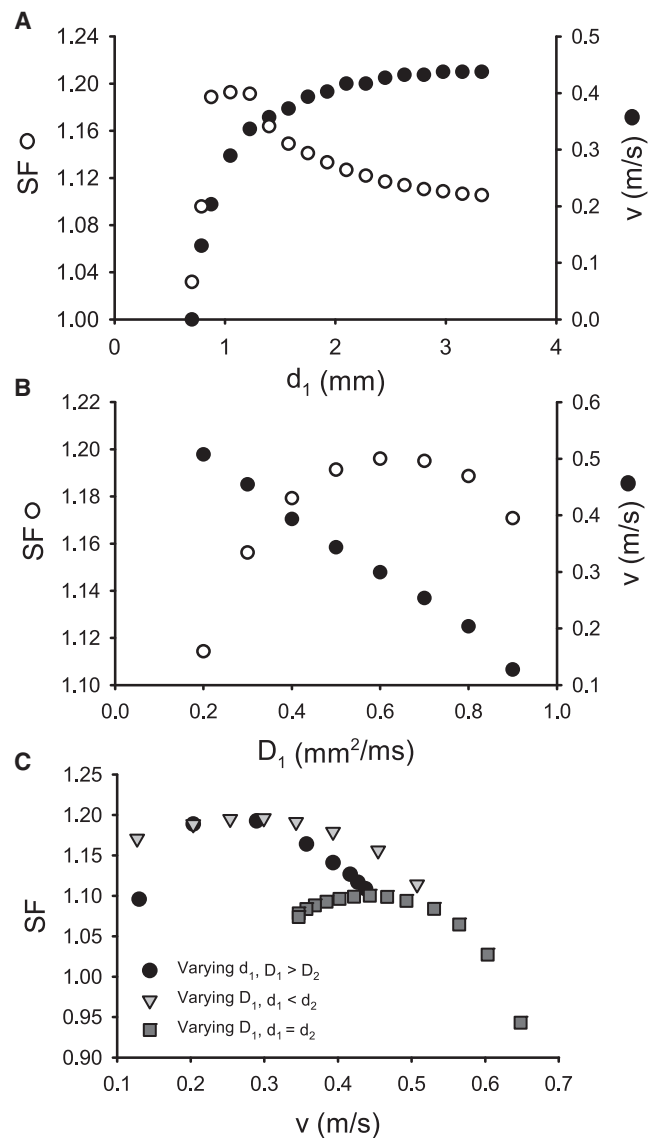 A
1.24
1.20
1.16
1.12
1.08
1.04
1.00
SF
0.5
0.4
0.3
0.2
0.1
0.0
v (m/s)
0 1 2 3 4
d1 (mm)
B
1.22
1.20
1.18
1.16
1.14
1.12
1.10
SF
0.6
0.5
0.4
0.3
0.2
0.1
v (m/s)
0.0 0.2 0.4 0.6 0.8 1.0
D1 (mm²/ms)
C
1.25
1.20
1.15
1.10
1.05
1.00
0.95
0.90
SF
Varying d1, D1 > D2
Varying D1, d1 < d2
Varying D1, d1 = d2
0.1 0.2 0.3 0.4 0.5 0.6 0.7
v (m/s)